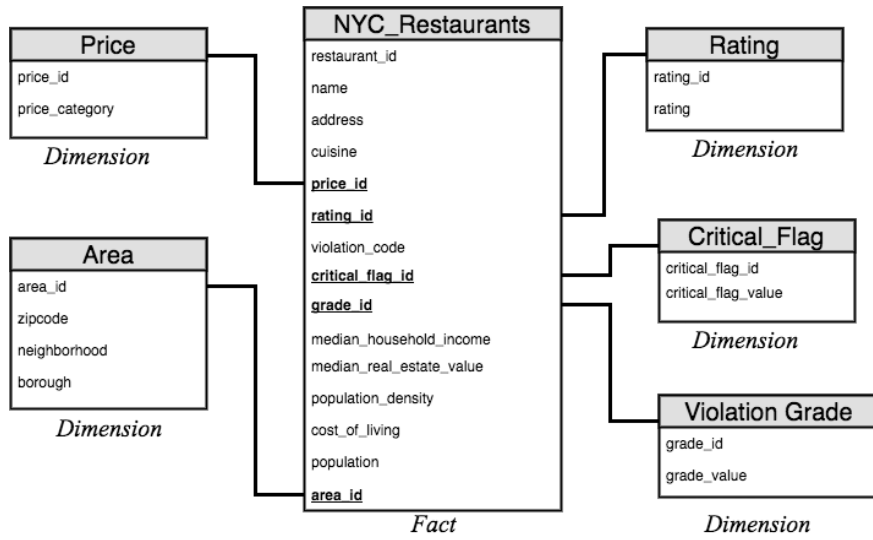 Price
price_id
price_category
Dimension
Area
area_id
zipcode
neighborhood
borough
Dimension
NYC_Restaurants
restaurant_id
name
address
cuisine
price_id
rating_id
violation_code
critical_flag_id
grade_id
median_household_income
median_real_estate_value
population_density
cost_of_living
population
area_id
Fact
Rating
rating_id
rating
Dimension
Critical_Flag
critical_flag_id
critical_flag_value
Dimension
Violation Grade
grade_id
grade_value
Dimension